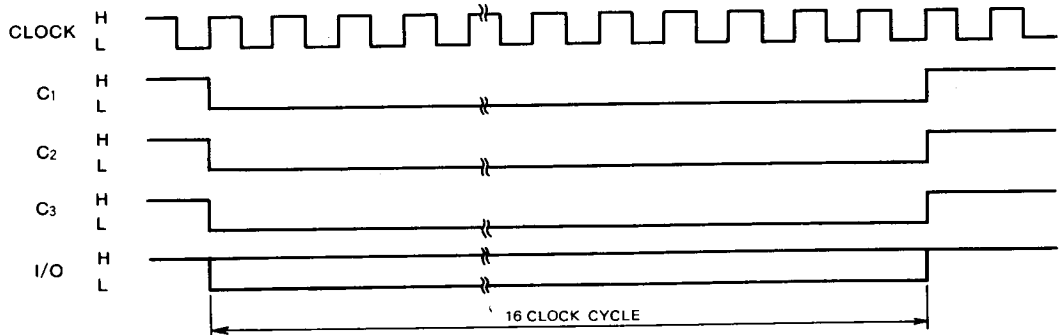 CLOCK H
L
C1 H
L
C2 H
L
C3 H
L
I/O H
L
16 CLOCK CYCLE